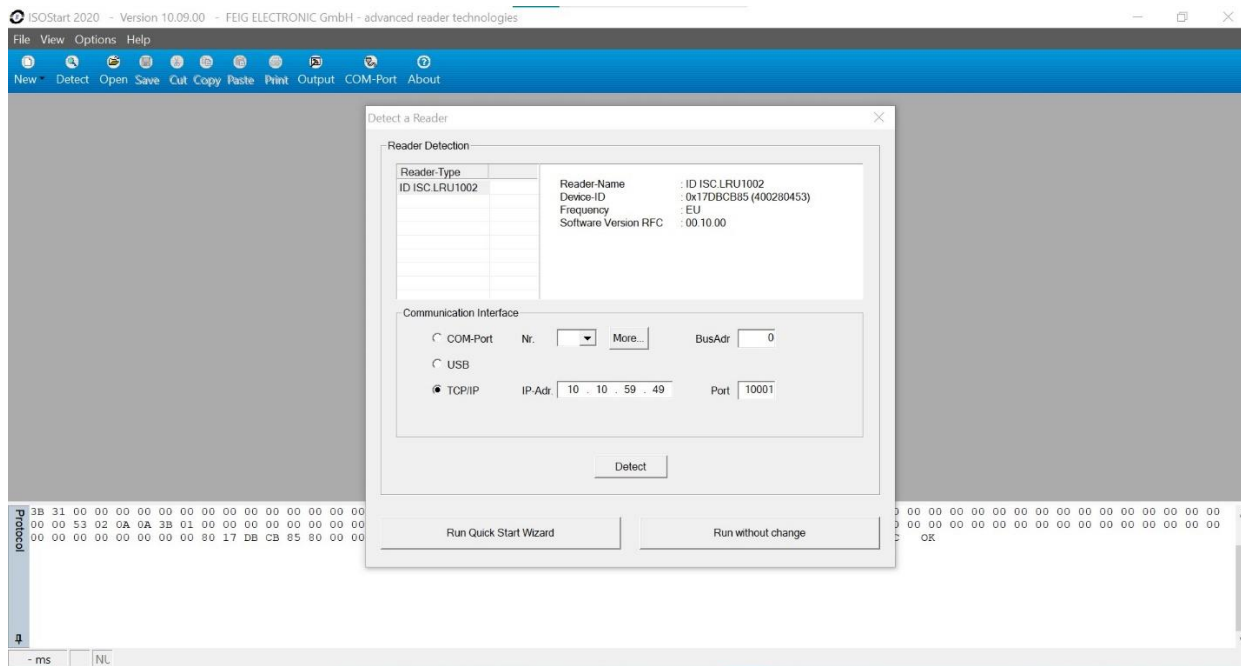 ISOStart 2020 - Version 10.09.00 - FEIG ELECTRONIC GmbH - advanced reader technologies
File View Options Help
New Detect Open Save Cut Copy Paste Print Output COM-Port About
Detect a Reader
Reader Detection
Reader-Type
ID ISC.LRU1002
Reader-Name : ID ISC.LRU1002
Device-ID : 0x17DBCB85 (400280453)
Frequency : EU
Software Version RFC : 00.10.00
Communication Interface
COM-Port Nr. More... BusAdr 0
USB
TCP/IP IP-Adr. 10 . 10 . 59 . 49 Port 10001
Detect
Run Quick Start Wizard Run without change
Protocol
3B 31 00 00 00 00 00 00 00 00 00 00 00 00 00 00 00 00 00 00 00 00 00 00 00 00 00 00 00 00
00 00 53 02 0A 0A 3B 01 00 00 00 00 00 00 00 00 00 00 00 00 00 00 00 00 00 00 00 00 00 00
00 00 00 00 00 00 00 00 80 17 DB CB 85 80 00 00 OK
- ms NU